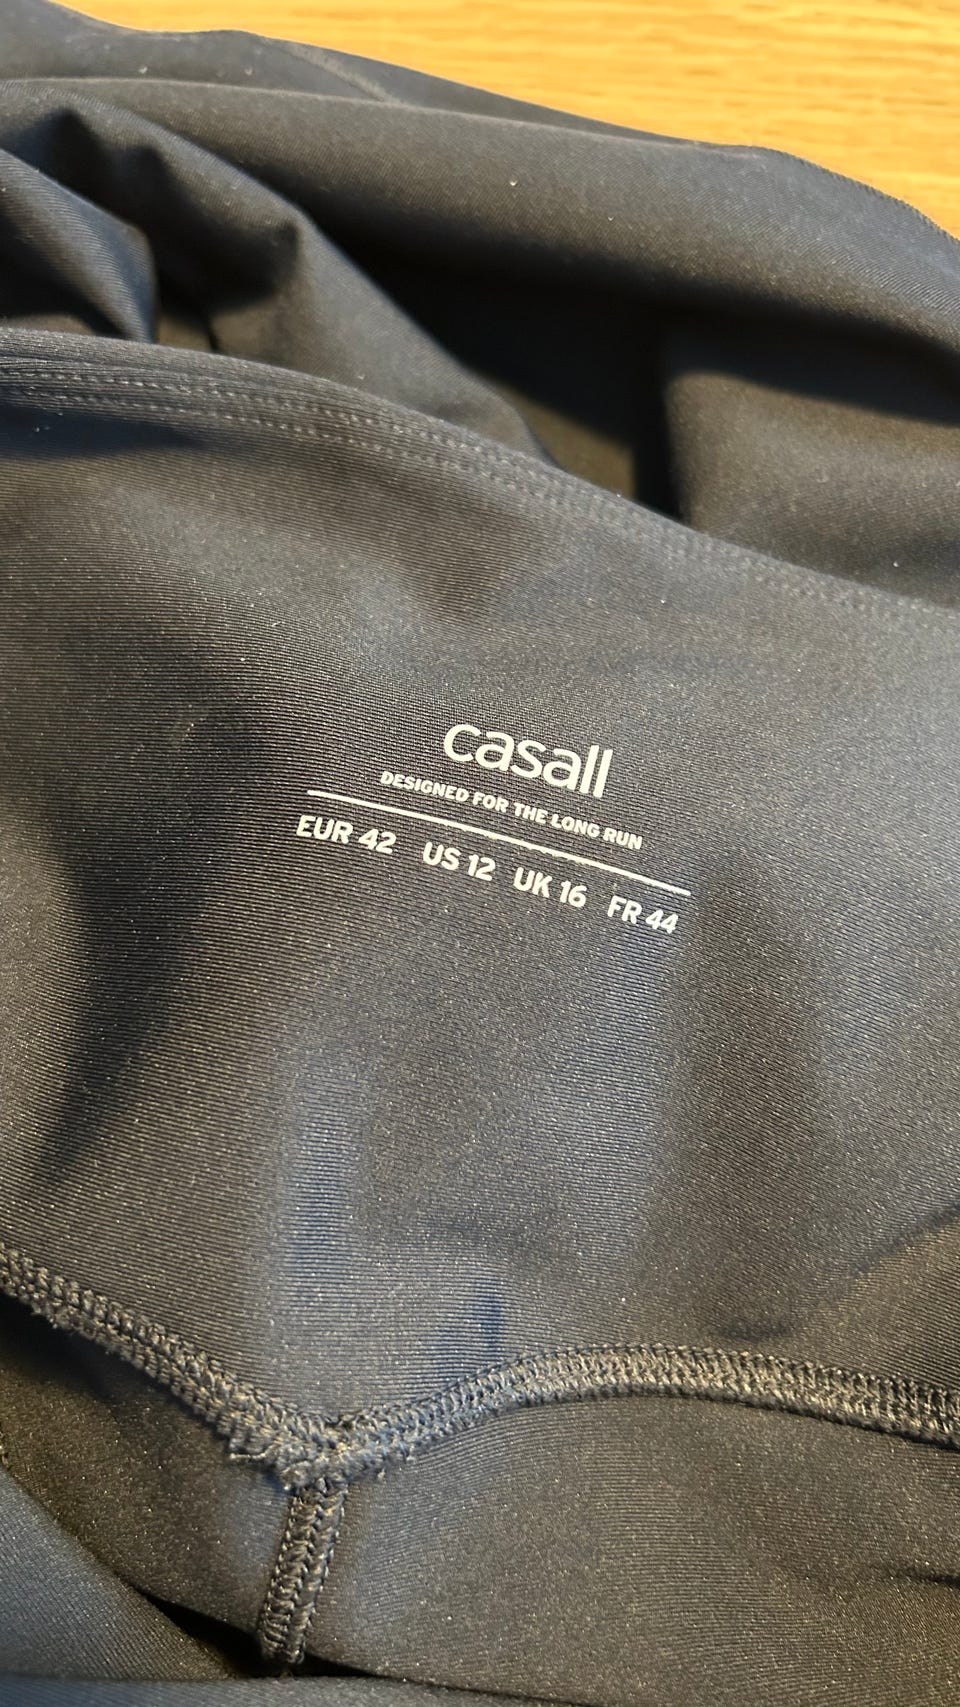 casall
DESIGNED FOR THE LONG RUN
EUR 42 US 12 UK 16 FR 44